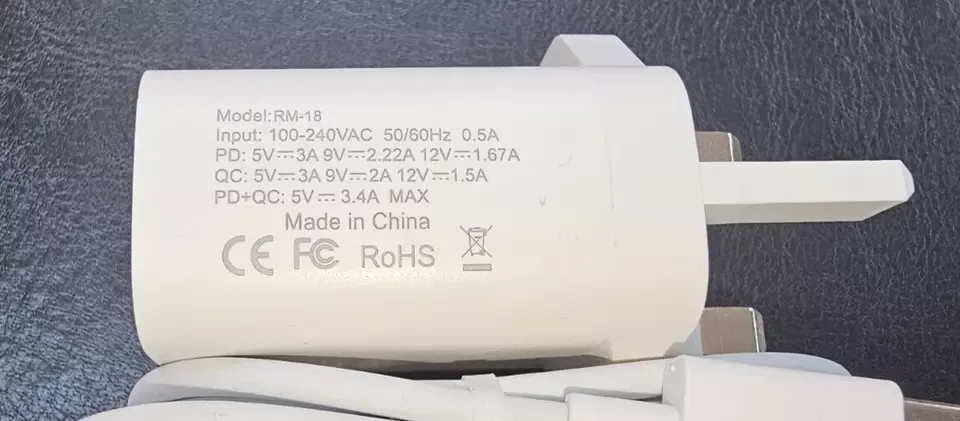 Model:RM-18
Input: 100-240VAC 50/60Hz 0.5A
PD: 5V⎓3A 9V⎓2.22A 12V⎓1.67A
QC: 5V⎓3A 9V⎓2A 12V⎓1.5A
PD+QC: 5V⎓ 3.4A MAX
Made in China
CE FC RoHS